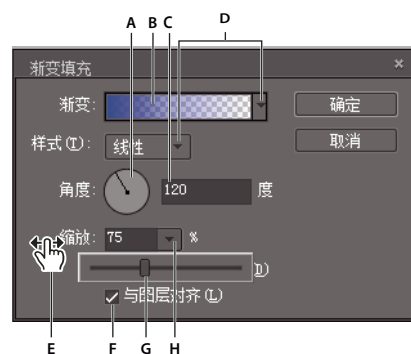 A B C D
渐变填充 ×
渐变: 确定
样式(T): 线性 取消
角度: 120 度
缩放: 75 %
D)
与图层对齐(L)
E F G H